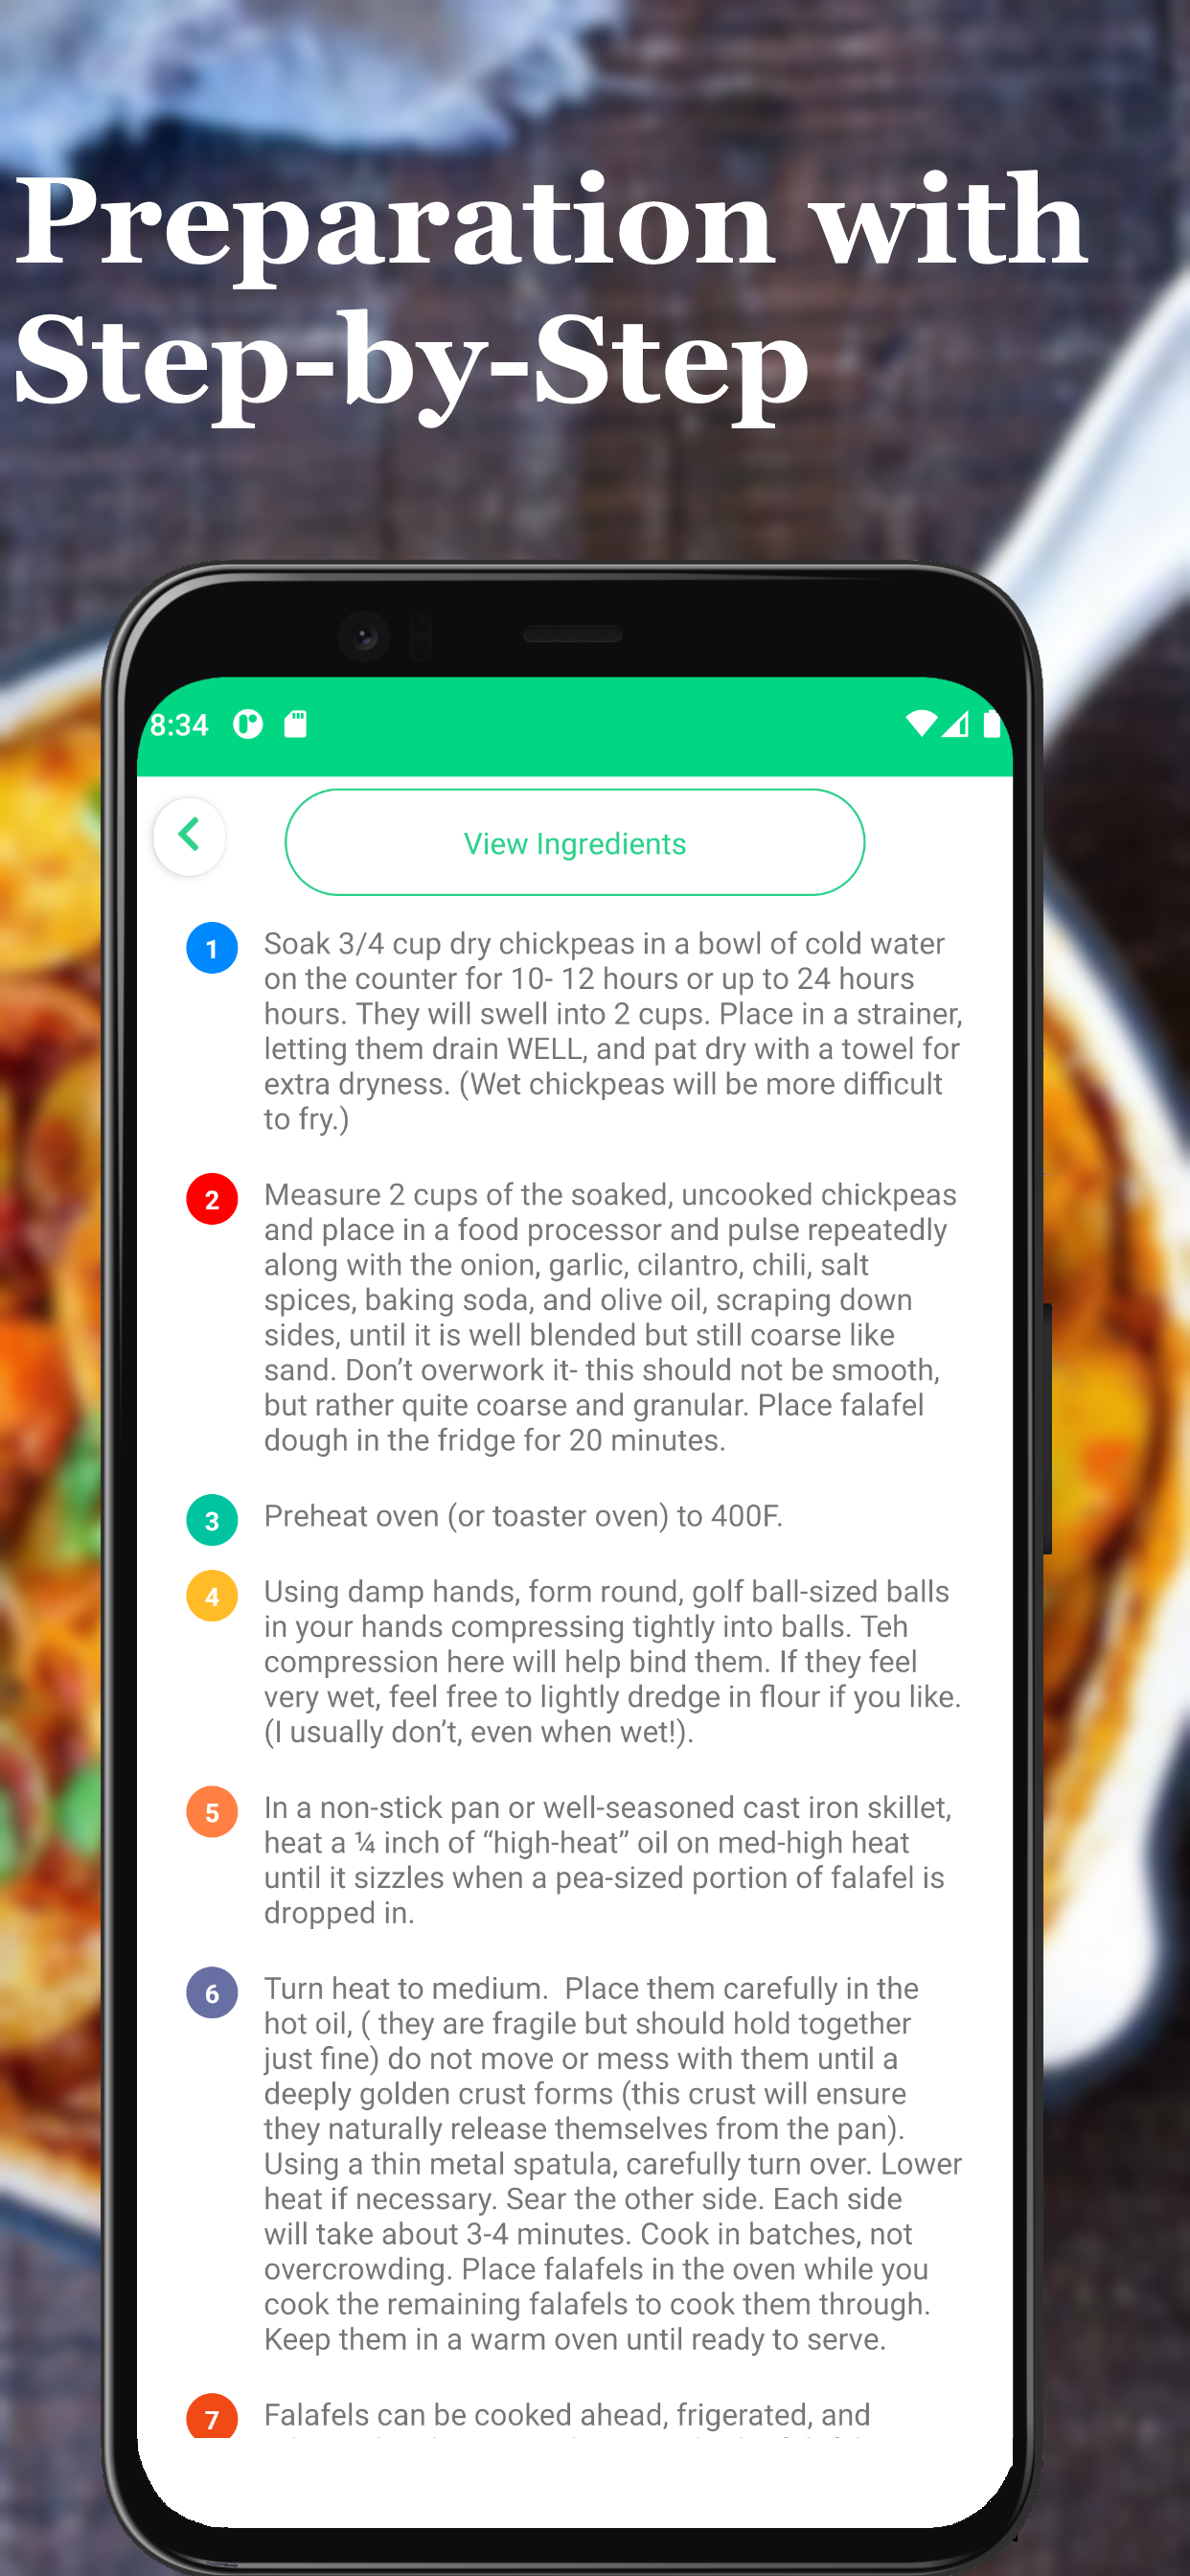 Preparation with
Step-by-Step
8:34
View Ingredients
1
Soak 3/4 cup dry chickpeas in a bowl of cold water
on the counter for 10- 12 hours or up to 24 hours
hours. They will swell into 2 cups. Place in a strainer,
letting them drain WELL, and pat dry with a towel for
extra dryness. (Wet chickpeas will be more difficult
to fry.)
2
Measure 2 cups of the soaked, uncooked chickpeas
and place in a food processor and pulse repeatedly
along with the onion, garlic, cilantro, chili, salt
spices, baking soda, and olive oil, scraping down
sides, until it is well blended but still coarse like
sand. Don’t overwork it- this should not be smooth,
but rather quite coarse and granular. Place falafel
dough in the fridge for 20 minutes.
3
Preheat oven (or toaster oven) to 400F.
4
Using damp hands, form round, golf ball-sized balls
in your hands compressing tightly into balls. Teh
compression here will help bind them. If they feel
very wet, feel free to lightly dredge in flour if you like.
(I usually don’t, even when wet!).
5
In a non-stick pan or well-seasoned cast iron skillet,
heat a ¼ inch of “high-heat” oil on med-high heat
until it sizzles when a pea-sized portion of falafel is
dropped in.
6
Turn heat to medium.  Place them carefully in the
hot oil, ( they are fragile but should hold together
just fine) do not move or mess with them until a
deeply golden crust forms (this crust will ensure
they naturally release themselves from the pan).
Using a thin metal spatula, carefully turn over. Lower
heat if necessary. Sear the other side. Each side
will take about 3-4 minutes. Cook in batches, not
overcrowding. Place falafels in the oven while you
cook the remaining falafels to cook them through.
Keep them in a warm oven until ready to serve.
7
Falafels can be cooked ahead, frigerated, and